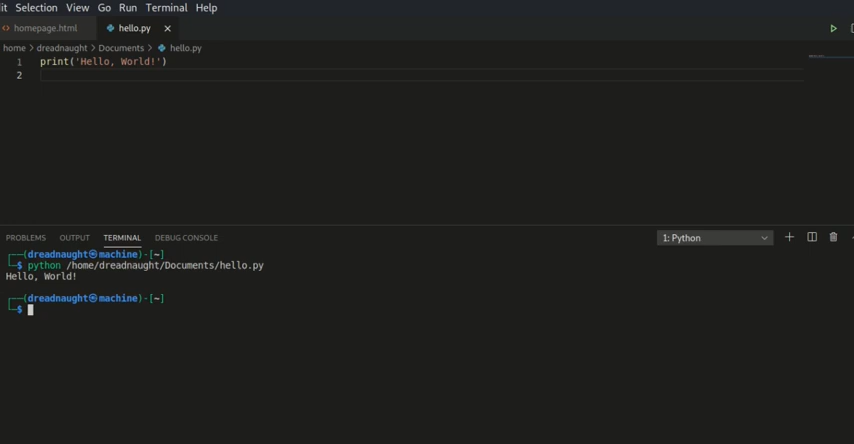 it Selection View Go Run Terminal Help
<> homepage.html hello.py ×
home > dreadnaught > Documents > hello.py
1 print('Hello, World!')
2
PROBLEMS OUTPUT TERMINAL DEBUG CONSOLE 1: Python
┌──(dreadnaught㉿machine)-[~]
└─$ python /home/dreadnaught/Documents/hello.py
Hello, World!
┌──(dreadnaught㉿machine)-[~]
└─$